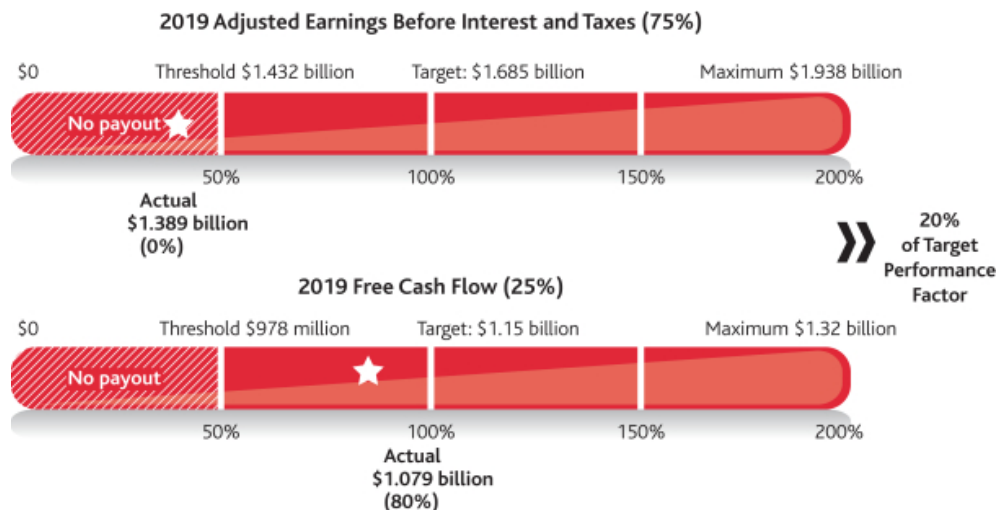 2019 Adjusted Earnings Before Interest and Taxes (75%)
$0 Threshold $1.432 billion Target: $1.685 billion Maximum $1.938 billion
No payout
50% 100% 150% 200%
Actual
$1.389 billion
(0%)
20%
of Target
Performance
Factor
2019 Free Cash Flow (25%)
$0 Threshold $978 million Target: $1.15 billion Maximum $1.32 billion
No payout
50% 100% 150% 200%
Actual
$1.079 billion
(80%)